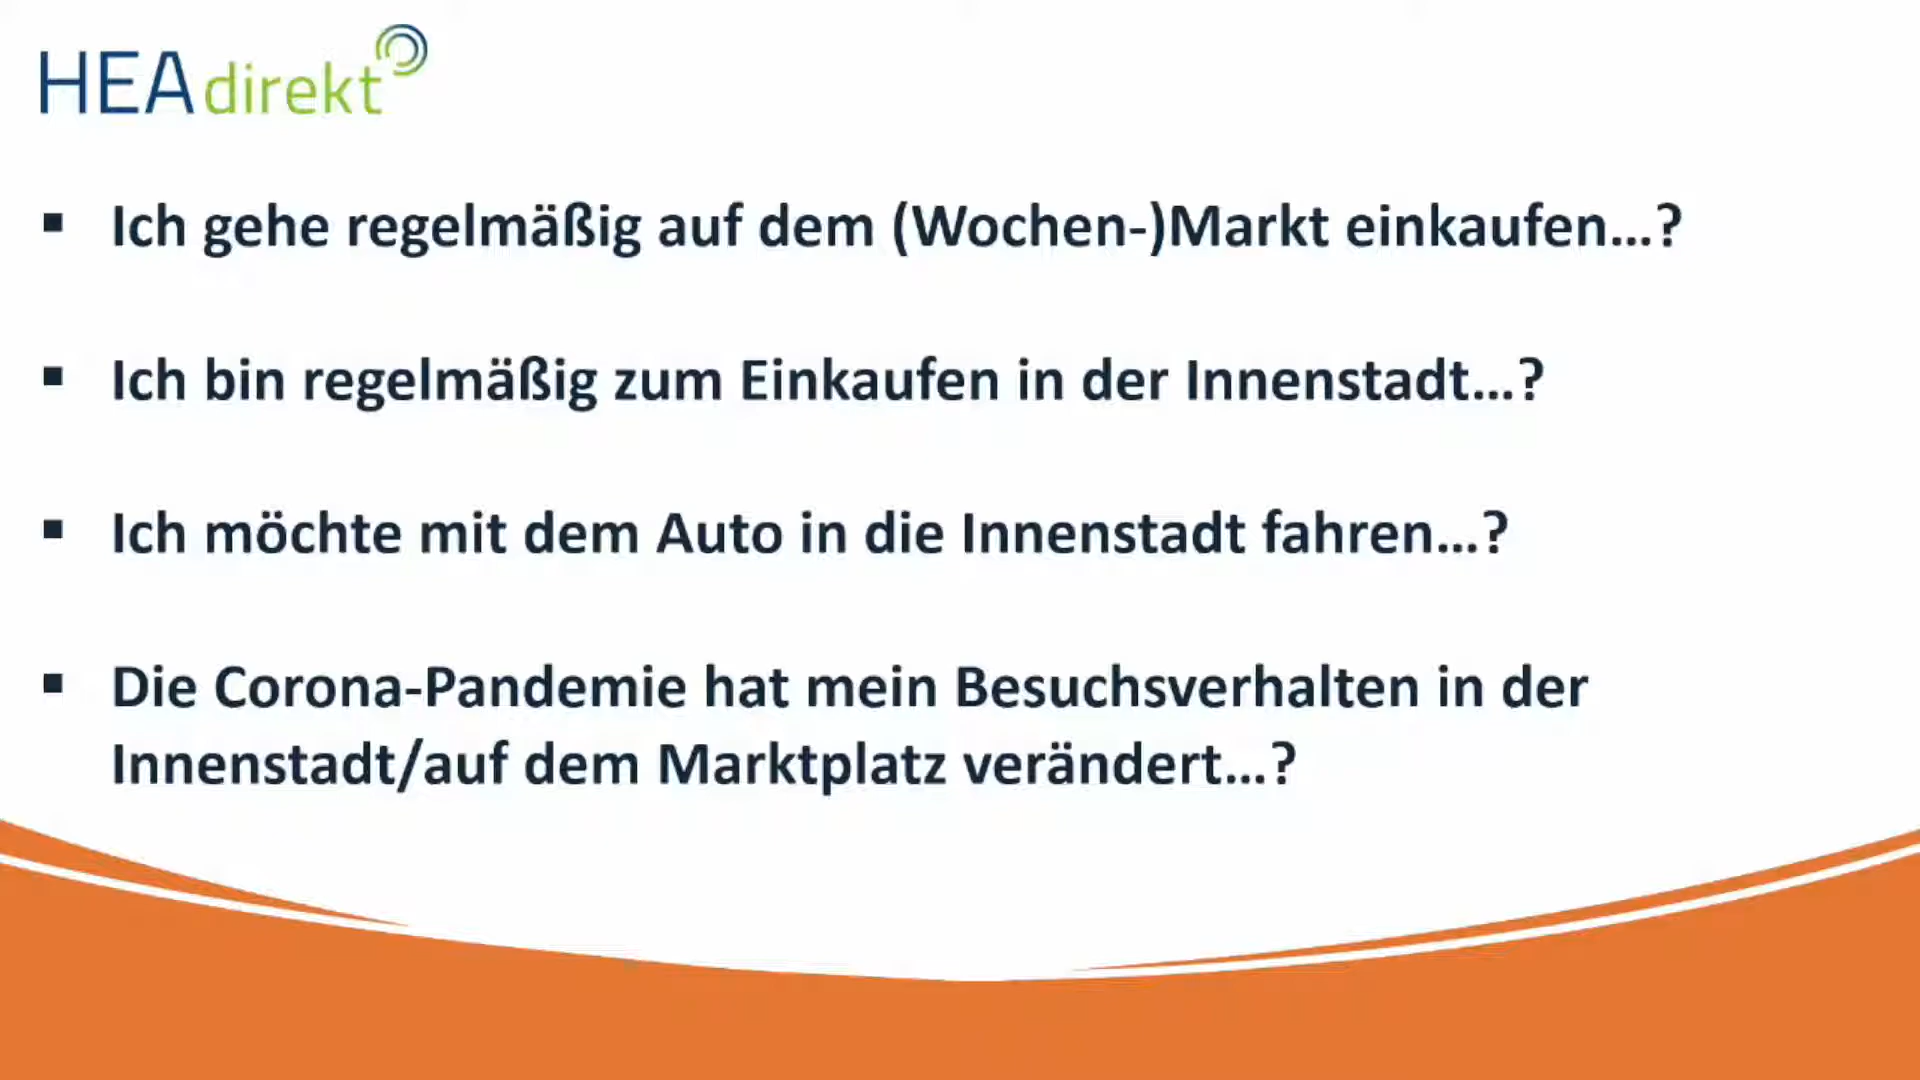 HEA direkt
▪ Ich gehe regelmäßig auf dem (Wochen-)Markt einkaufen...?
▪ Ich bin regelmäßig zum Einkaufen in der Innenstadt...?
▪ Ich möchte mit dem Auto in die Innenstadt fahren...?
▪ Die Corona-Pandemie hat mein Besuchsverhalten in der
Innenstadt/auf dem Marktplatz verändert...?